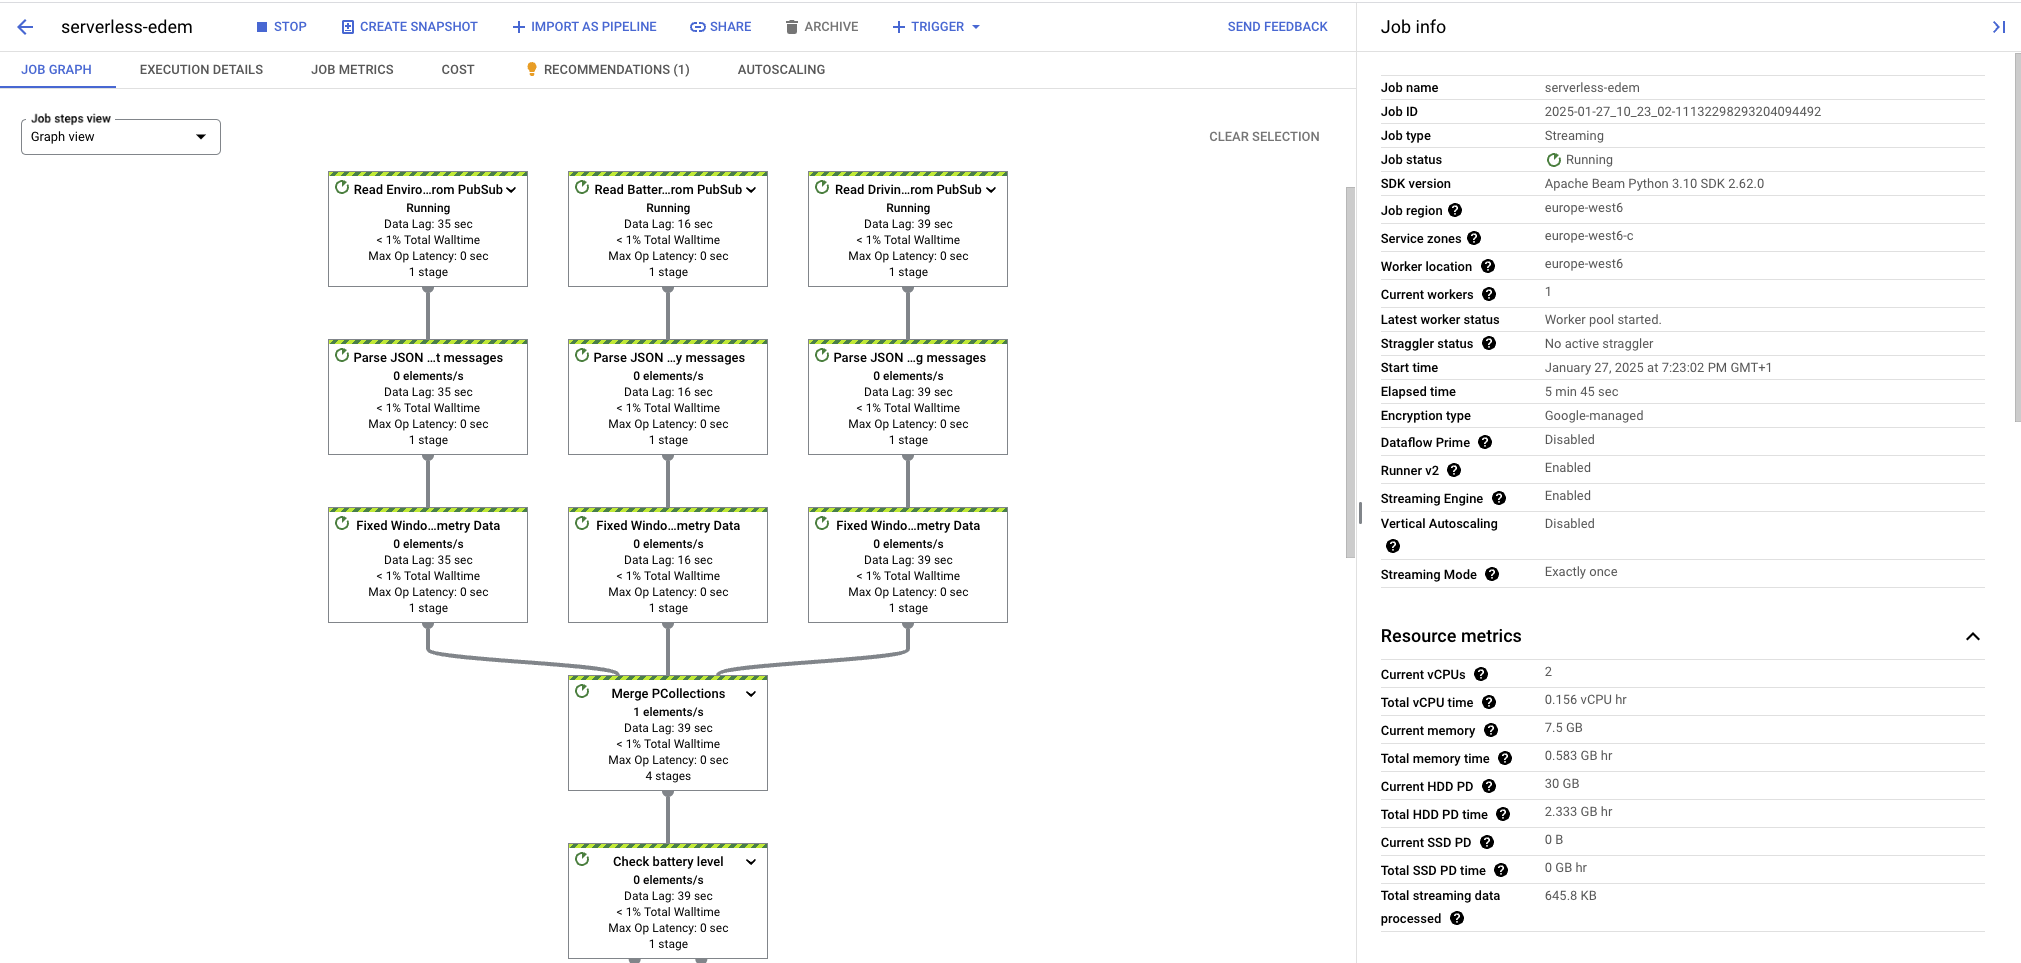 serverless-edem
STOP
CREATE SNAPSHOT
IMPORT AS PIPELINE
SHARE
ARCHIVE
TRIGGER
SEND FEEDBACK
JOB GRAPH
EXECUTION DETAILS
JOB METRICS
COST
RECOMMENDATIONS (1)
AUTOSCALING
Job steps view
Graph view
CLEAR SELECTION
Read Enviro...rom PubSub
Running
Data Lag: 35 sec
< 1% Total Walltime
Max Op Latency: 0 sec
1 stage
Read Batter...rom PubSub
Running
Data Lag: 16 sec
< 1% Total Walltime
Max Op Latency: 0 sec
1 stage
Read Drivin...rom PubSub
Running
Data Lag: 39 sec
< 1% Total Walltime
Max Op Latency: 0 sec
1 stage
Parse JSON ...t messages
0 elements/s
Data Lag: 35 sec
< 1% Total Walltime
Max Op Latency: 0 sec
1 stage
Parse JSON ...y messages
0 elements/s
Data Lag: 16 sec
< 1% Total Walltime
Max Op Latency: 0 sec
1 stage
Parse JSON ...g messages
0 elements/s
Data Lag: 39 sec
< 1% Total Walltime
Max Op Latency: 0 sec
1 stage
Fixed Windo...metry Data
0 elements/s
Data Lag: 35 sec
< 1% Total Walltime
Max Op Latency: 0 sec
1 stage
Fixed Windo...metry Data
0 elements/s
Data Lag: 16 sec
< 1% Total Walltime
Max Op Latency: 0 sec
1 stage
Fixed Windo...metry Data
0 elements/s
Data Lag: 39 sec
< 1% Total Walltime
Max Op Latency: 0 sec
1 stage
Merge PCollections
1 elements/s
Data Lag: 39 sec
< 1% Total Walltime
Max Op Latency: 0 sec
4 stages
Check battery level
0 elements/s
Data Lag: 39 sec
< 1% Total Walltime
Max Op Latency: 0 sec
1 stage
Job info
Job name serverless-edem
Job ID 2025-01-27_10_23_02-11132298293204094492
Job type Streaming
Job status Running
SDK version Apache Beam Python 3.10 SDK 2.62.0
Job region europe-west6
Service zones europe-west6-c
Worker location europe-west6
Current workers 1
Latest worker status Worker pool started.
Straggler status No active straggler
Start time January 27, 2025 at 7:23:02 PM GMT+1
Elapsed time 5 min 45 sec
Encryption type Google-managed
Dataflow Prime Disabled
Runner v2 Enabled
Streaming Engine Enabled
Vertical Autoscaling Disabled
Streaming Mode Exactly once
Resource metrics
Current vCPUs 2
Total vCPU time 0.156 vCPU hr
Current memory 7.5 GB
Total memory time 0.583 GB hr
Current HDD PD 30 GB
Total HDD PD time 2.333 GB hr
Current SSD PD 0 B
Total SSD PD time 0 GB hr
Total streaming data 645.8 KB
processed